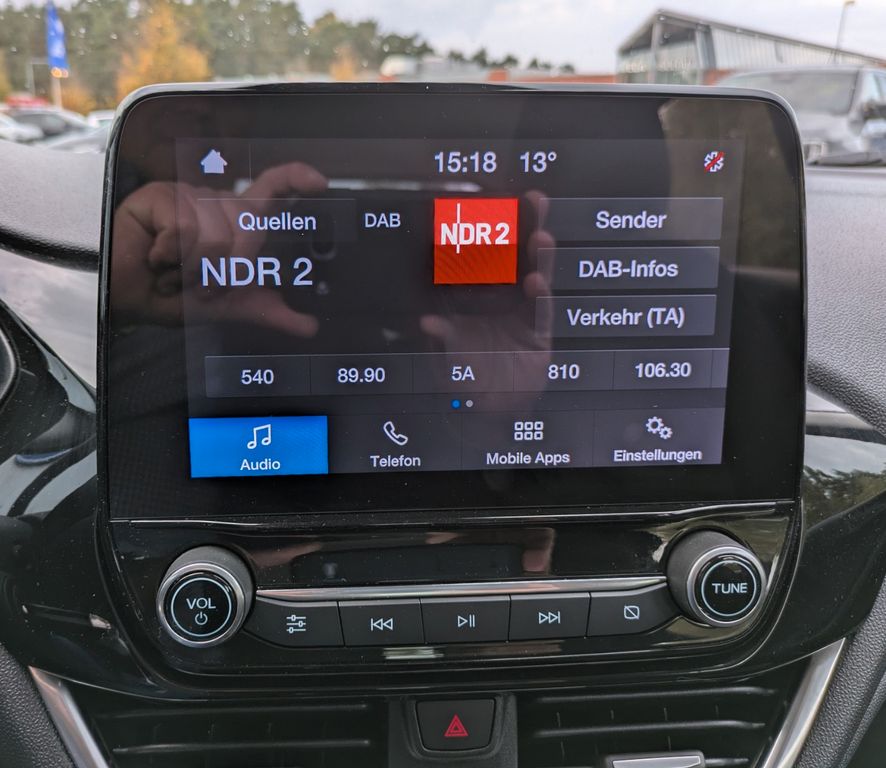 15:18 13°
Quellen DAB NDR 2 Sender
NDR 2 DAB-Infos
Verkehr (TA)
540 89.90 5A 810 106.30
Audio Telefon Mobile Apps Einstellungen
VOL TUNE